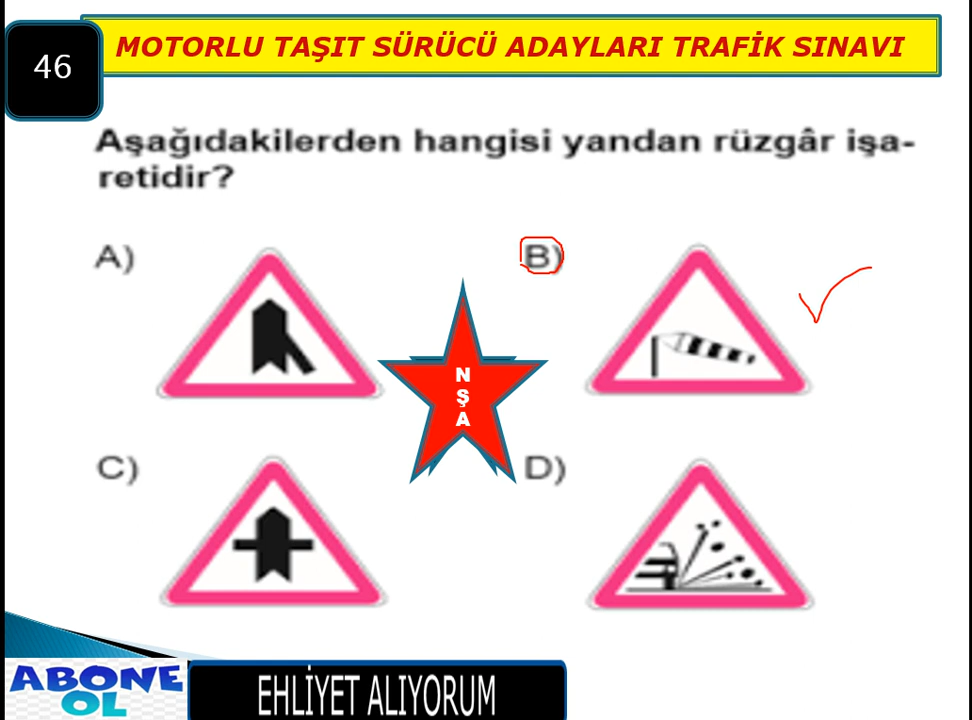 46
MOTORLU TAŞIT SÜRÜCÜ ADAYLARI TRAFİK SINAVI
Aşağıdakilerden hangisi yandan rüzgâr işa-
retidir?
A)
B)
N
Ş
A
C)
D)
ABONE
OL
EHLİYET ALIYORUM